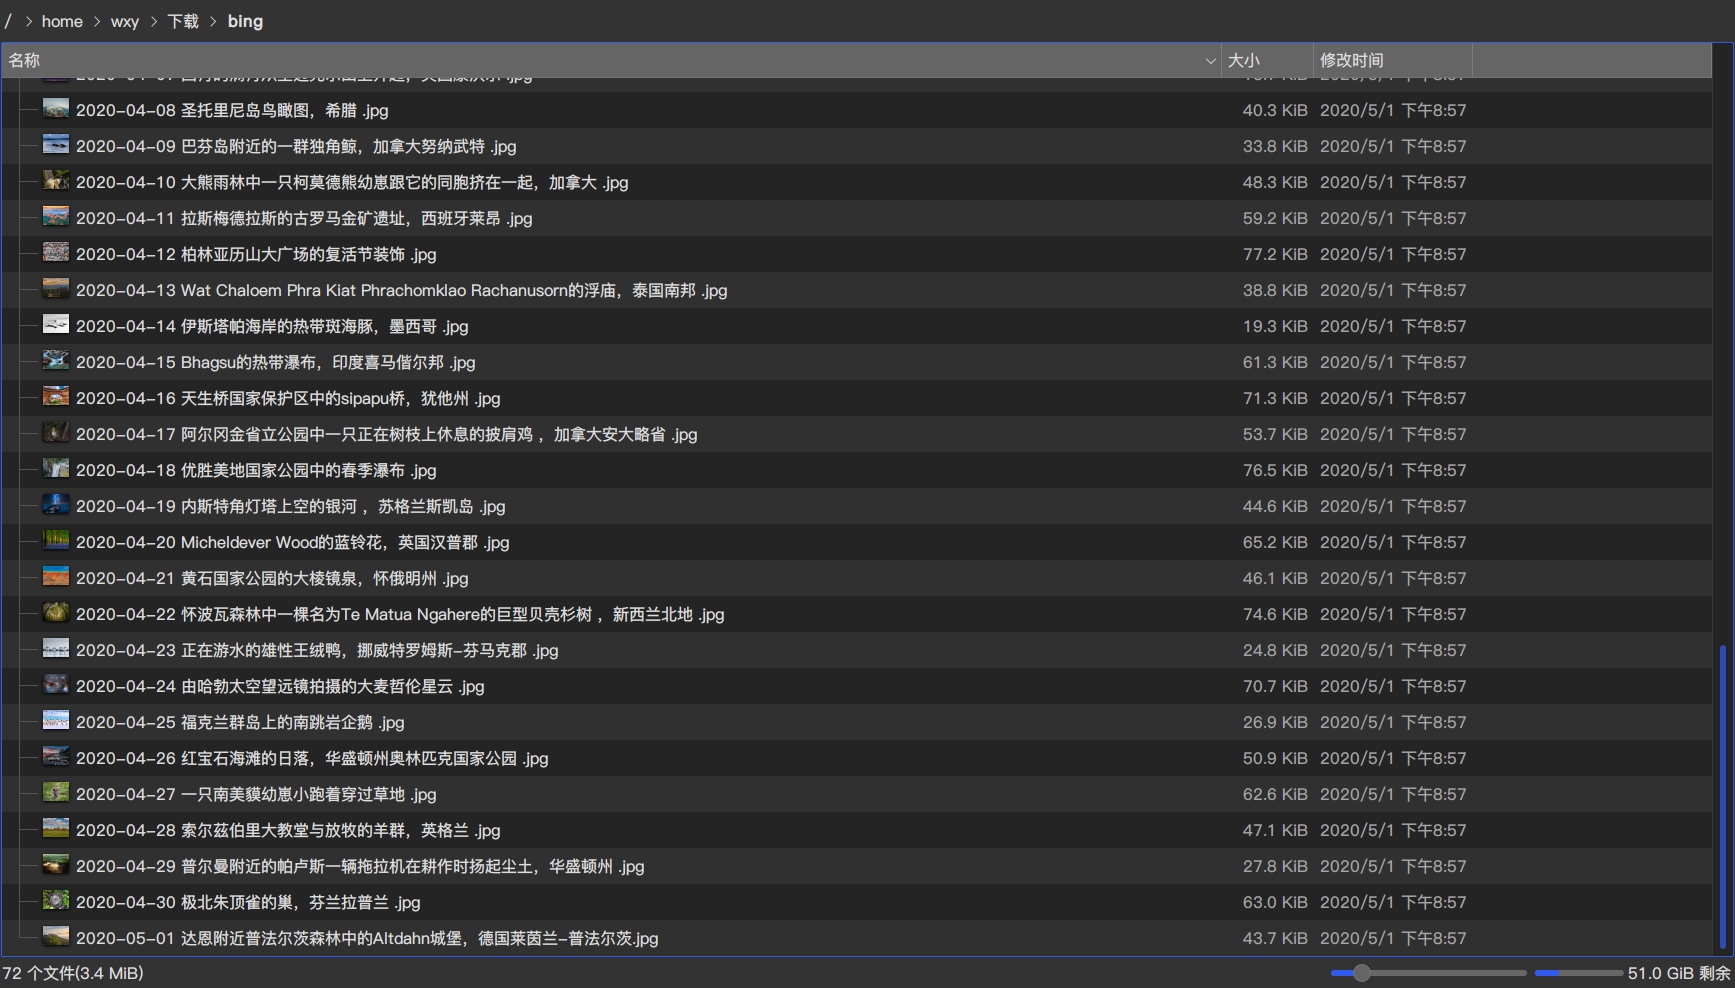 / > home > wxy > 下载 > bing
名称 大小 修改时间
2020-04-08 圣托里尼岛鸟瞰图，希腊 .jpg 40.3 KiB 2020/5/1 下午8:57
2020-04-09 巴芬岛附近的一群独角鲸，加拿大努纳武特 .jpg 33.8 KiB 2020/5/1 下午8:57
2020-04-10 大熊雨林中一只柯莫德熊幼崽跟它的同胞挤在一起，加拿大 .jpg 48.3 KiB 2020/5/1 下午8:57
2020-04-11 拉斯梅德拉斯的古罗马金矿遗址，西班牙莱昂 .jpg 59.2 KiB 2020/5/1 下午8:57
2020-04-12 柏林亚历山大广场的复活节装饰 .jpg 77.2 KiB 2020/5/1 下午8:57
2020-04-13 Wat Chaloem Phra Kiat Phrachomklao Rachanusorn的浮庙，泰国南邦 .jpg 38.8 KiB 2020/5/1 下午8:57
2020-04-14 伊斯塔帕海岸的热带斑海豚，墨西哥 .jpg 19.3 KiB 2020/5/1 下午8:57
2020-04-15 Bhagsu的热带瀑布，印度喜马偕尔邦 .jpg 61.3 KiB 2020/5/1 下午8:57
2020-04-16 天生桥国家保护区中的sipapu桥，犹他州 .jpg 71.3 KiB 2020/5/1 下午8:57
2020-04-17 阿尔冈金省立公园中一只正在树枝上休息的披肩鸡 ，加拿大安大略省 .jpg 53.7 KiB 2020/5/1 下午8:57
2020-04-18 优胜美地国家公园中的春季瀑布 .jpg 76.5 KiB 2020/5/1 下午8:57
2020-04-19 内斯特角灯塔上空的银河 ，苏格兰斯凯岛 .jpg 44.6 KiB 2020/5/1 下午8:57
2020-04-20 Micheldever Wood的蓝铃花，英国汉普郡 .jpg 65.2 KiB 2020/5/1 下午8:57
2020-04-21 黄石国家公园的大棱镜泉，怀俄明州 .jpg 46.1 KiB 2020/5/1 下午8:57
2020-04-22 怀波瓦森林中一棵名为Te Matua Ngahere的巨型贝壳杉树 ，新西兰北地 .jpg 74.6 KiB 2020/5/1 下午8:57
2020-04-23 正在游水的雄性王绒鸭，挪威特罗姆斯-芬马克郡 .jpg 24.8 KiB 2020/5/1 下午8:57
2020-04-24 由哈勃太空望远镜拍摄的大麦哲伦星云 .jpg 70.7 KiB 2020/5/1 下午8:57
2020-04-25 福克兰群岛上的南跳岩企鹅 .jpg 26.9 KiB 2020/5/1 下午8:57
2020-04-26 红宝石海滩的日落，华盛顿州奥林匹克国家公园 .jpg 50.9 KiB 2020/5/1 下午8:57
2020-04-27 一只南美貘幼崽小跑着穿过草地 .jpg 62.6 KiB 2020/5/1 下午8:57
2020-04-28 索尔兹伯里大教堂与放牧的羊群，英格兰 .jpg 47.1 KiB 2020/5/1 下午8:57
2020-04-29 普尔曼附近的帕卢斯一辆拖拉机在耕作时扬起尘土，华盛顿州 .jpg 27.8 KiB 2020/5/1 下午8:57
2020-04-30 极北朱顶雀的巢，芬兰拉普兰 .jpg 63.0 KiB 2020/5/1 下午8:57
2020-05-01 达恩附近普法尔茨森林中的Altdahn城堡，德国莱茵兰-普法尔茨.jpg 43.7 KiB 2020/5/1 下午8:57
72 个文件(3.4 MiB) 51.0 GiB 剩余